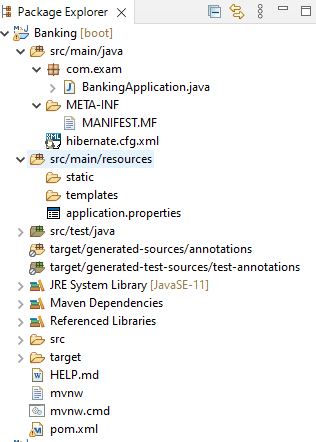 Package Explorer
Banking [boot]
src/main/java
com.exam
BankingApplication.java
META-INF
MANIFEST.MF
hibernate.cfg.xml
src/main/resources
static
templates
application.properties
src/test/java
target/generated-sources/annotations
target/generated-test-sources/test-annotations
JRE System Library [JavaSE-11]
Maven Dependencies
Referenced Libraries
src
target
HELP.md
mvnw
mvnw.cmd
pom.xml